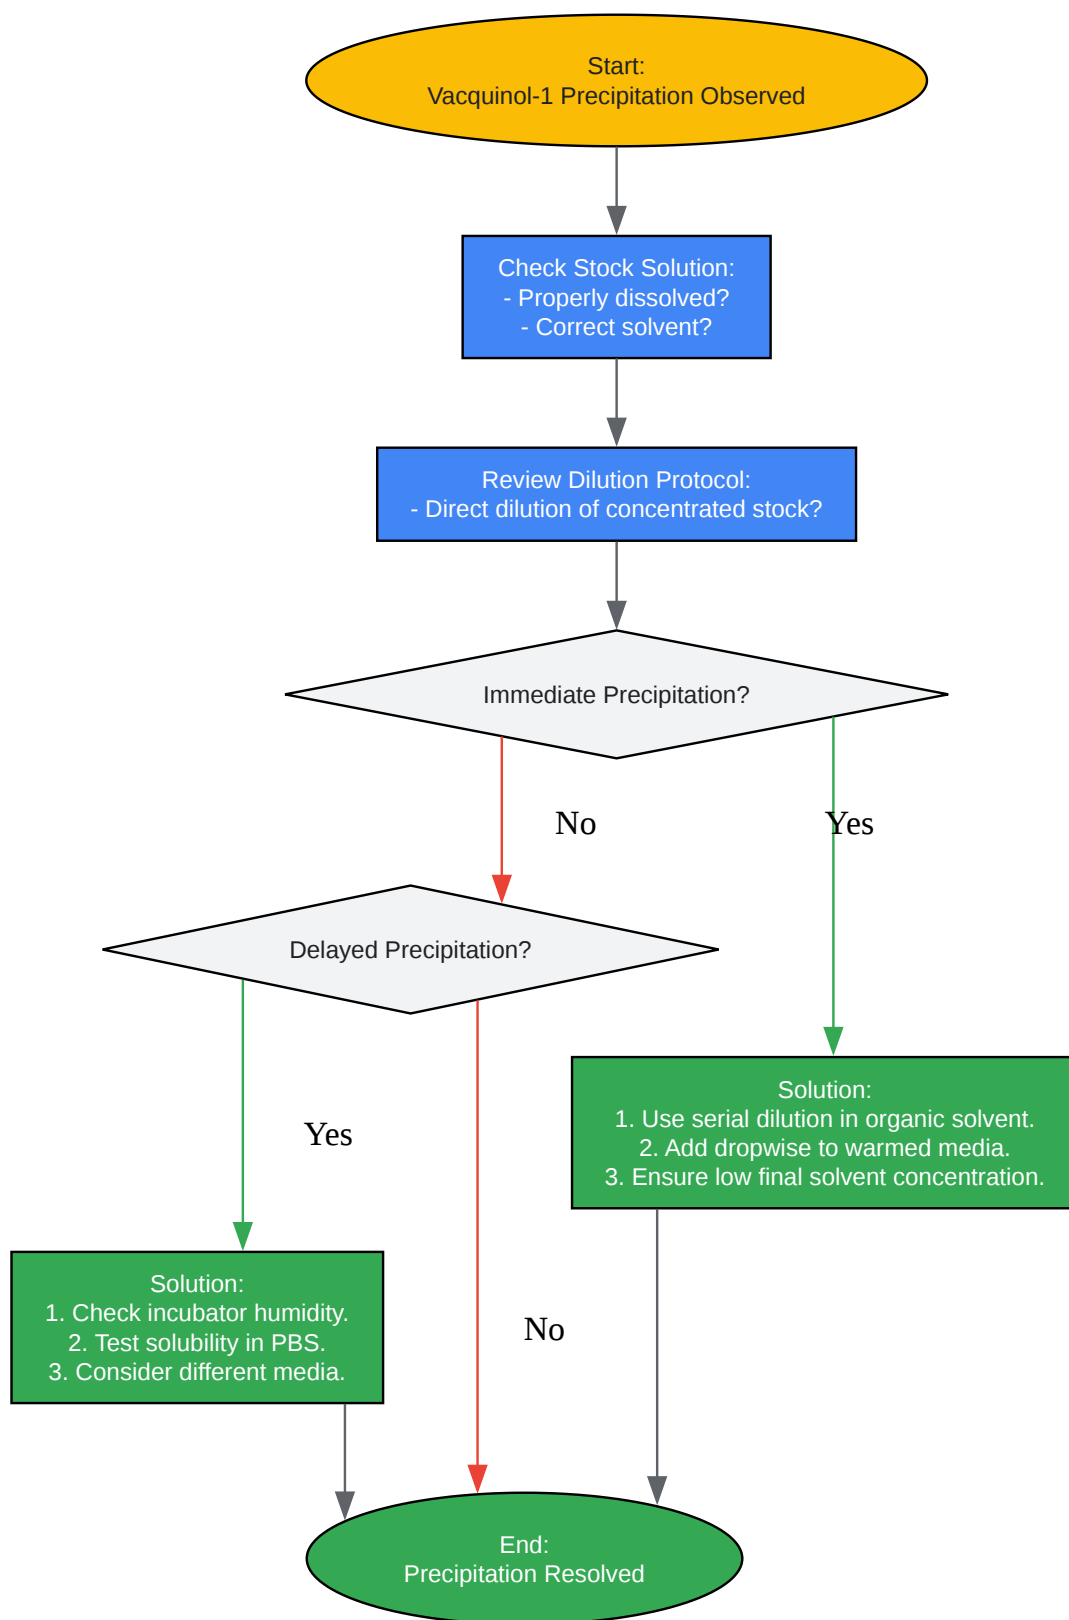 Start:
Vacquinol-1 Precipitation Observed
Check Stock Solution:
- Properly dissolved?
- Correct solvent?
Review Dilution Protocol:
- Direct dilution of concentrated stock?
Immediate Precipitation?
No
Yes
Delayed Precipitation?
Solution:
1. Use serial dilution in organic solvent.
2. Add dropwise to warmed media.
3. Ensure low final solvent concentration.
Yes
Solution:
1. Check incubator humidity.
2. Test solubility in PBS.
3. Consider different media.
No
End:
Precipitation Resolved